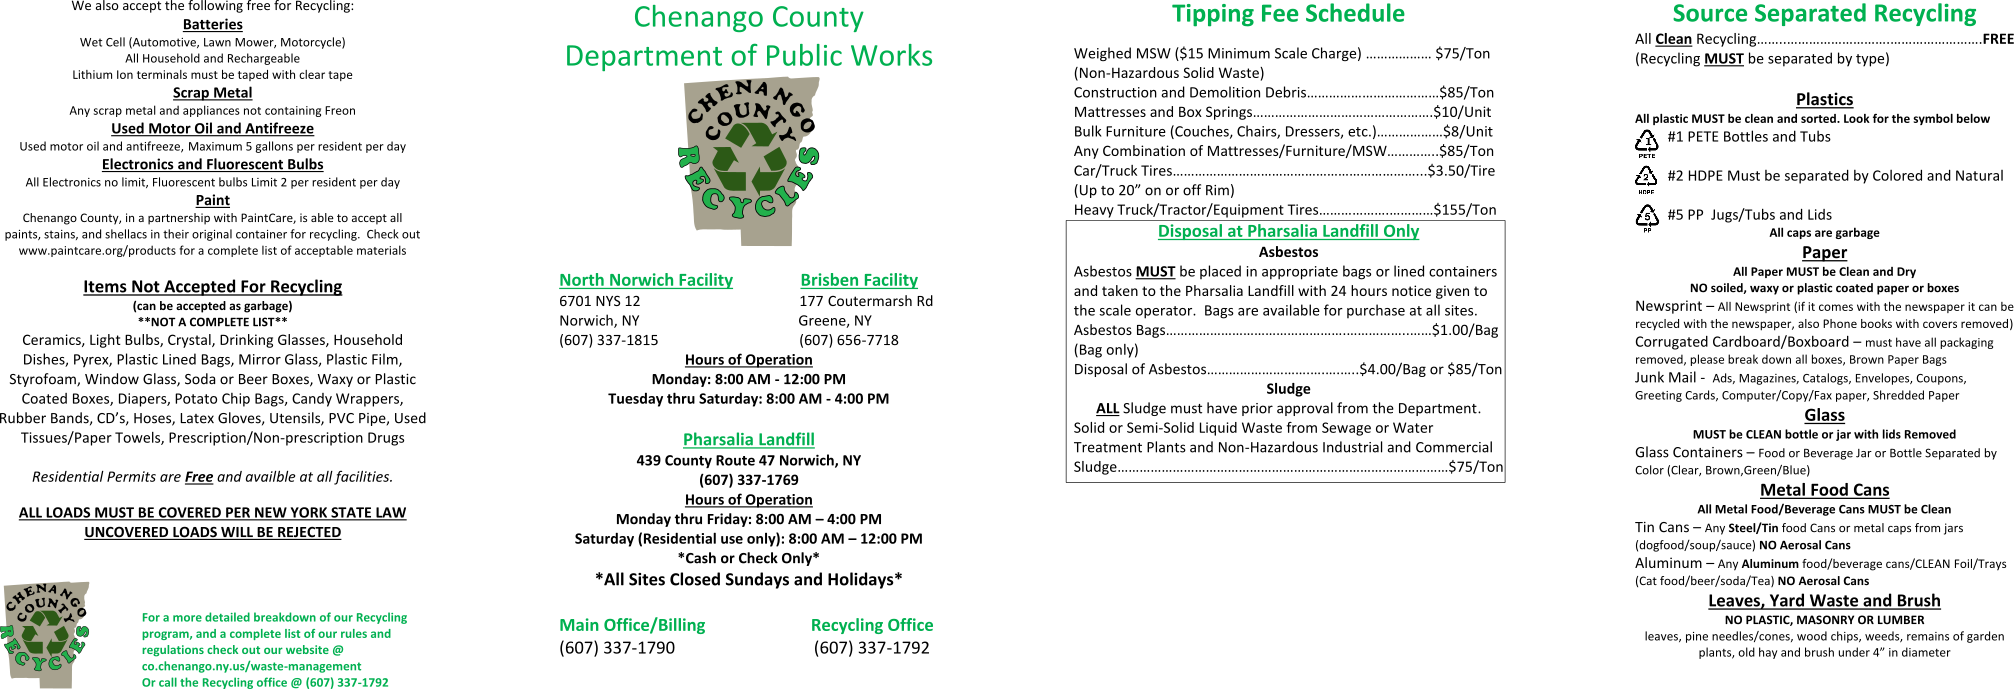 We also accept the following free for Recycling:
Batteries
Wet Cell (Automotive, Lawn Mower, Motorcycle)
All Household and Rechargeable
Lithium Ion terminals must be taped with clear tape
Scrap Metal
Any scrap metal and appliances not containing Freon
Used Motor Oil and Antifreeze
Used motor oil and antifreeze, Maximum 5 gallons per resident per day
Electronics and Fluorescent Bulbs
All Electronics no limit, Fluorescent bulbs Limit 2 per resident per day
Paint
Chenango County, in a partnership with PaintCare, is able to accept all
paints, stains, and shellacs in their original container for recycling.  Check out
www.paintcare.org/products for a complete list of acceptable materials
Items Not Accepted For Recycling
(can be accepted as garbage)
**NOT A COMPLETE LIST**
Ceramics, Light Bulbs, Crystal, Drinking Glasses, Household
Dishes, Pyrex, Plastic Lined Bags, Mirror Glass, Plastic Film,
Styrofoam, Window Glass, Soda or Beer Boxes, Waxy or Plastic
Coated Boxes, Diapers, Potato Chip Bags, Candy Wrappers,
Rubber Bands, CD's, Hoses, Latex Gloves, Utensils, PVC Pipe, Used
Tissues/Paper Towels, Prescription/Non-prescription Drugs
Residential Permits are Free and availble at all facilities.
ALL LOADS MUST BE COVERED PER NEW YORK STATE LAW
UNCOVERED LOADS WILL BE REJECTED
CHENANGO
COUNTY
RECYCLES
For a more detailed breakdown of our Recycling
program, and a complete list of our rules and
regulations check out our website @
co.chenango.ny.us/waste-management
Or call the Recycling office @ (607) 337-1792
Chenango County
Department of Public Works
CHENANGO
COUNTY
RECYCLES
North Norwich Facility
6701 NYS 12
Norwich, NY
(607) 337-1815
Brisben Facility
177 Coutermarsh Rd
Greene, NY
(607) 656-7718
Hours of Operation
Monday: 8:00 AM - 12:00 PM
Tuesday thru Saturday: 8:00 AM - 4:00 PM
Pharsalia Landfill
439 County Route 47 Norwich, NY
(607) 337-1769
Hours of Operation
Monday thru Friday: 8:00 AM – 4:00 PM
Saturday (Residential use only): 8:00 AM – 12:00 PM
*Cash or Check Only*
*All Sites Closed Sundays and Holidays*
Main Office/Billing
(607) 337-1790
Recycling Office
(607) 337-1792
Tipping Fee Schedule
Weighed MSW ($15 Minimum Scale Charge) ……………… $75/Ton
(Non-Hazardous Solid Waste)
Construction and Demolition Debris………………………………$85/Ton
Mattresses and Box Springs………………………………………….$10/Unit
Bulk Furniture (Couches, Chairs, Dressers, etc.)………………$8/Unit
Any Combination of Mattresses/Furniture/MSW…………..$85/Ton
Car/Truck Tires……………………………………………………………..$3.50/Tire
(Up to 20” on or off Rim)
Heavy Truck/Tractor/Equipment Tires………………………….$155/Ton
Disposal at Pharsalia Landfill Only
Asbestos
Asbestos MUST be placed in appropriate bags or lined containers
and taken to the Pharsalia Landfill with 24 hours notice given to
the scale operator.  Bags are available for purchase at all sites.
Asbestos Bags…………………………………………………………..……$1.00/Bag
(Bag only)
Disposal of Asbestos……………………………………$4.00/Bag or $85/Ton
Sludge
ALL Sludge must have prior approval from the Department.
Solid or Semi-Solid Liquid Waste from Sewage or Water
Treatment Plants and Non-Hazardous Industrial and Commercial
Sludge………………………………………………………………………………$75/Ton
Source Separated Recycling
All Clean Recycling……………………………………………………FREE
(Recycling MUST be separated by type)
Plastics
All plastic MUST be clean and sorted. Look for the symbol below
1 PETE #1 PETE Bottles and Tubs
2 HDPE #2 HDPE Must be separated by Colored and Natural
5 PP #5 PP  Jugs/Tubs and Lids
All caps are garbage
Paper
All Paper MUST be Clean and Dry
NO soiled, waxy or plastic coated paper or boxes
Newsprint – All Newsprint (if it comes with the newspaper it can be
recycled with the newspaper, also Phone books with covers removed)
Corrugated Cardboard/Boxboard – must have all packaging
removed, please break down all boxes, Brown Paper Bags
Junk Mail -  Ads, Magazines, Catalogs, Envelopes, Coupons,
Greeting Cards, Computer/Copy/Fax paper, Shredded Paper
Glass
MUST be CLEAN bottle or jar with lids Removed
Glass Containers – Food or Beverage Jar or Bottle Separated by
Color (Clear, Brown,Green/Blue)
Metal Food Cans
All Metal Food/Beverage Cans MUST be Clean
Tin Cans – Any Steel/Tin food Cans or metal caps from jars
(dogfood/soup/sauce) NO Aerosal Cans
Aluminum – Any Aluminum food/beverage cans/CLEAN Foil/Trays
(Cat food/beer/soda/Tea) NO Aerosal Cans
Leaves, Yard Waste and Brush
NO PLASTIC, MASONRY OR LUMBER
leaves, pine needles/cones, wood chips, weeds, remains of garden
plants, old hay and brush under 4” in diameter